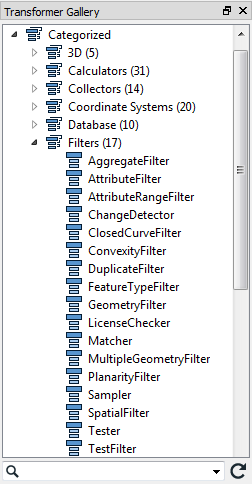 Transformer Gallery
Categorized
3D (5)
Calculators (31)
Collectors (14)
Coordinate Systems (20)
Database (10)
Filters (17)
AggregateFilter
AttributeFilter
AttributeRangeFilter
ChangeDetector
ClosedCurveFilter
ConvexityFilter
DuplicateFilter
FeatureTypeFilter
GeometryFilter
LicenseChecker
Matcher
MultipleGeometryFilter
PlanarityFilter
Sampler
SpatialFilter
Tester
TestFilter